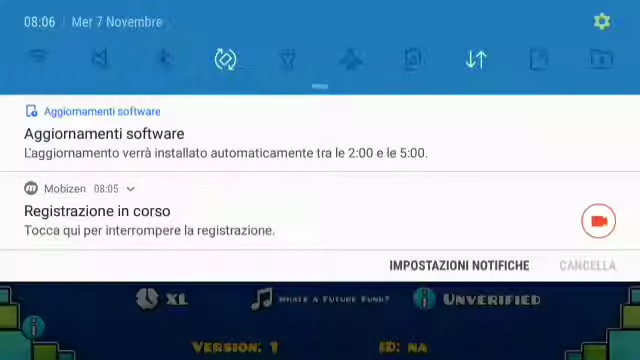 08:06 | Mer 7 Novembre
Aggiornamenti software
Aggiornamenti software
L'aggiornamento verrà installato automaticamente tra le 2:00 e le 5:00.
m Mobizen 08:05
Registrazione in corso
Tocca qui per interrompere la registrazione.
IMPOSTAZIONI NOTIFICHE CANCELLA
XL What's a Future Funk? Unverified
Version: 1 ID: na